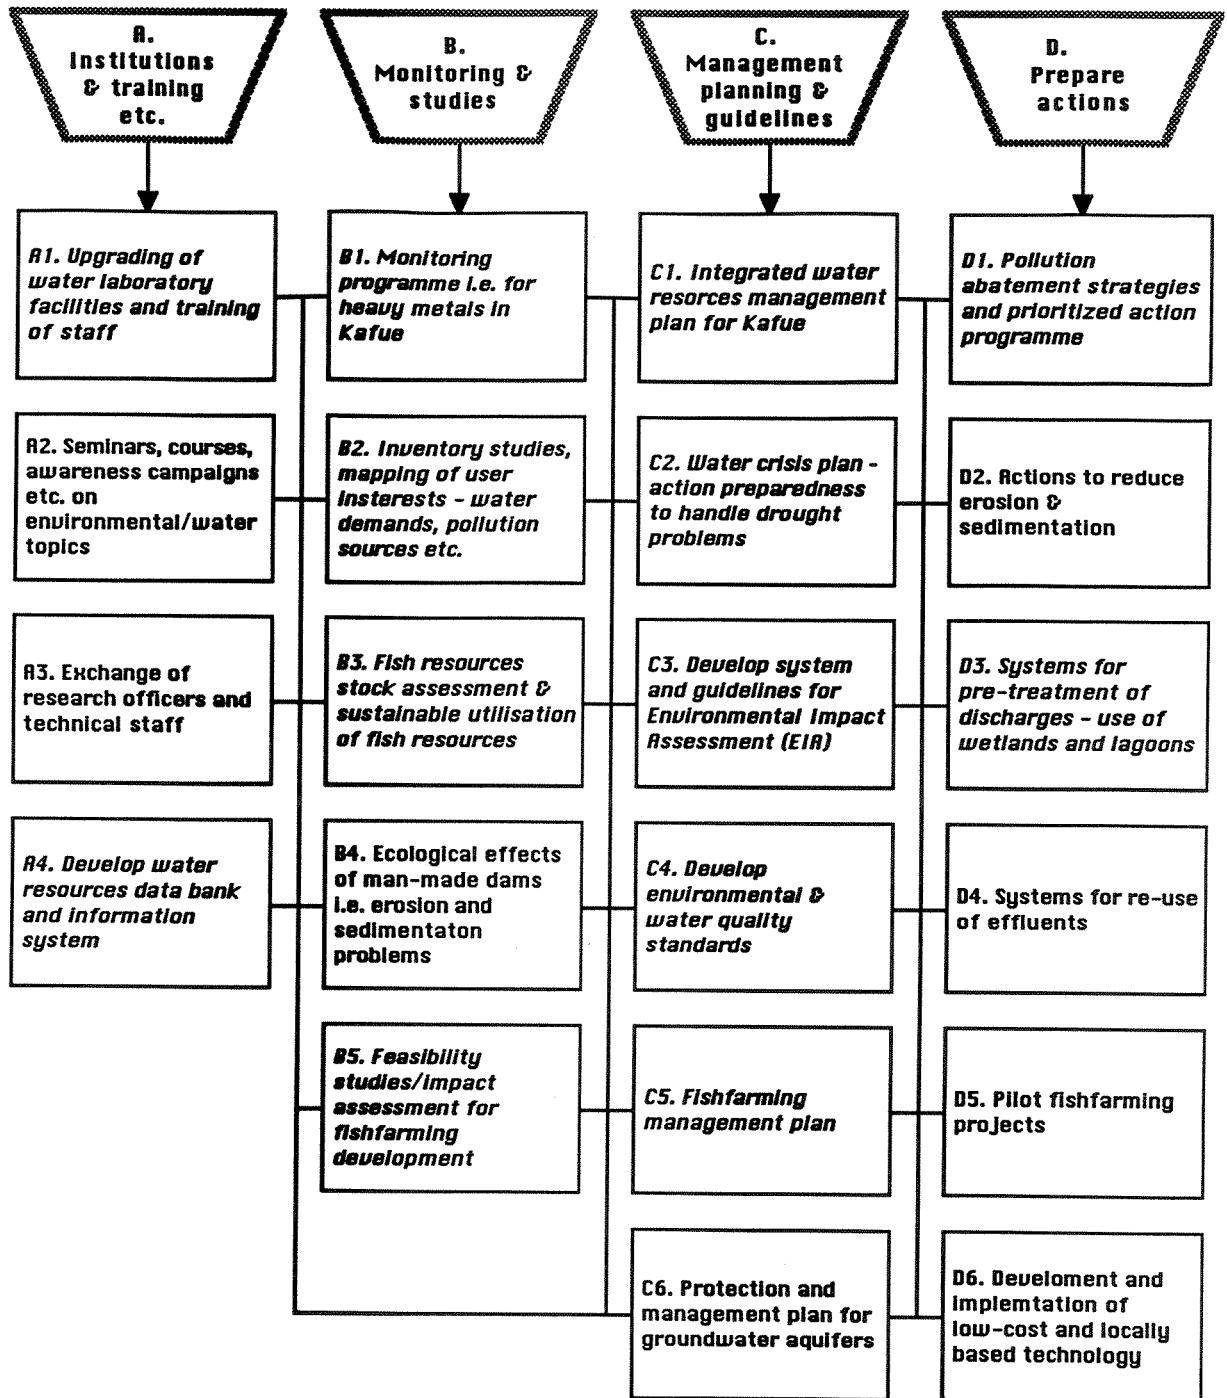 A.
Institutions
& training
etc.
B.
Monitoring &
studies
C.
Management
planning &
guidelines
D.
Prepare
actions
A1. Upgrading of
water laboratory
facilities and training
of staff
B1. Monitoring
programme i.e. for
heavy metals in
Kafue
C1. Integrated water
resorces management
plan for Kafue
D1. Pollution
abatement strategies
and prioritized action
programme
A2. Seminars, courses,
awareness campaigns
etc. on
environmental/water
topics
B2. Inventory studies,
mapping of user
insterests - water
demands, pollution
sources etc.
C2. Water crisis plan -
action preparedness
to handle drought
problems
D2. Actions to reduce
erosion &
sedimentation
A3. Exchange of
research officers and
technical staff
B3. Fish resources
stock assessment &
sustainable utilisation
of fish resources
C3. Develop system
and guidelines for
Environmental Impact
Assessment (EIA)
D3. Systems for
pre-treatment of
discharges - use of
wetlands and lagoons
A4. Develop water
resources data bank
and information
system
B4. Ecological effects
of man-made dams
i.e. erosion and
sedimentaton
problems
C4. Develop
environmental &
water quality
standards
D4. Systems for re-use
of effluents
B5. Feasibility
studies/impact
assessment for
fishfarming
development
C5. Fishfarming
management plan
D5. Pilot fishfarming
projects
C6. Protection and
management plan for
groundwater aquifers
D6. Develoment and
implemtation of
low-cost and locally
based technology